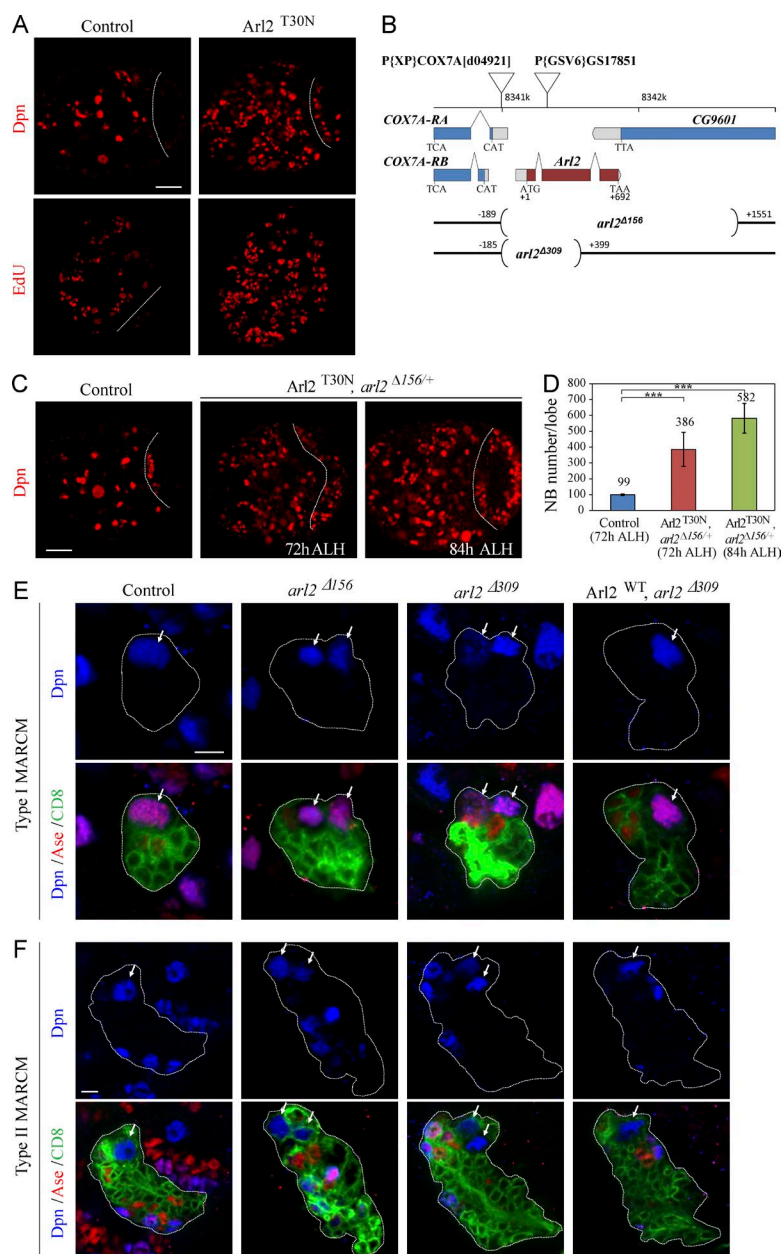 A
Control
Arl2 T30N
Dpn
EdU
B
P{XP}COX7A[d04921]
P{GSV6}GS17851
8341k
8342k
COX7A-RA
CG9601
TCA
CAT
TTA
COX7A-RB
Arl2
TCA
CAT
ATG
TAA
+1
+692
-189
arl2Δ156
+1551
-185
arl2Δ309
+399
C
Control
Arl2 T30N, arl2 Δ156/+
Dpn
72h ALH
84h ALH
D
NB number/lobe
800
700
600
500
400
300
200
100
0
***
***
99
386
582
Control
(72h ALH)
Arl2T30N,
arl2Δ156/+
(72h ALH)
Arl2T30N,
arl2Δ156/+
(84h ALH)
E
Control
arl2 Δ156
arl2 Δ309
Arl2 WT, arl2 Δ309
Type I MARCM
Dpn
Dpn /Ase /CD8
F
Type II MARCM
Dpn
Dpn /Ase /CD8